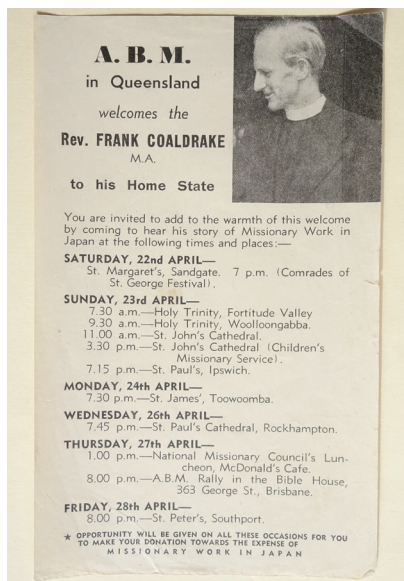 A. B. M.
in Queensland
welcomes the
Rev. FRANK COALDRAKE
M.A.
to his Home State
You are invited to add to the warmth of this welcome
by coming to hear his story of Missionary Work in
Japan at the following times and places:—
SATURDAY, 22nd APRIL—
St. Margaret's, Sandgate. 7 p.m. (Comrades of
St. George Festival).
SUNDAY, 23rd APRIL—
7.30 a.m.—Holy Trinity, Fortitude Valley
9.30 a.m.—Holy Trinity, Woolloongabba.
11.00 a.m.—St. John's Cathedral.
3.30 p.m.—St. John's Cathedral (Children's
Missionary Service).
7.15 p.m.—St. Paul's, Ipswich.
MONDAY, 24th APRIL—
7.30 p.m.—St. James', Toowoomba.
WEDNESDAY, 26th APRIL—
7.45 p.m.—St. Paul's Cathedral, Rockhampton.
THURSDAY, 27th APRIL—
1.00 p.m.—National Missionary Council's Lun-
cheon, McDonald's Cafe.
8.00 p.m.—A.B.M. Rally in the Bible House,
363 George St., Brisbane.
FRIDAY, 28th APRIL—
8.00 p.m.—St. Peter's, Southport.
★ OPPORTUNITY WILL BE GIVEN ON ALL THESE OCCASIONS FOR YOU
TO MAKE YOUR DONATION TOWARDS THE EXPENSE OF
MISSIONARY WORK IN JAPAN